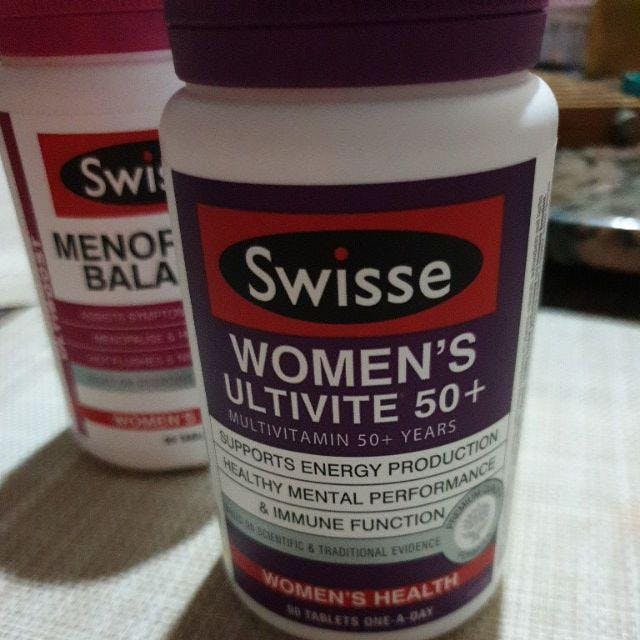 Swis
MENOP
BALA
WOMEN'S
Swisse
WOMEN'S
ULTIVITE 50+
MULTIVITAMIN 50+ YEARS
SUPPORTS ENERGY PRODUCTION
HEALTHY MENTAL PERFORMANCE
& IMMUNE FUNCTION
SCIENTIFIC & TRADITIONAL EVIDENCE
WOMEN'S HEALTH
TABLETS ONE-A-DAY